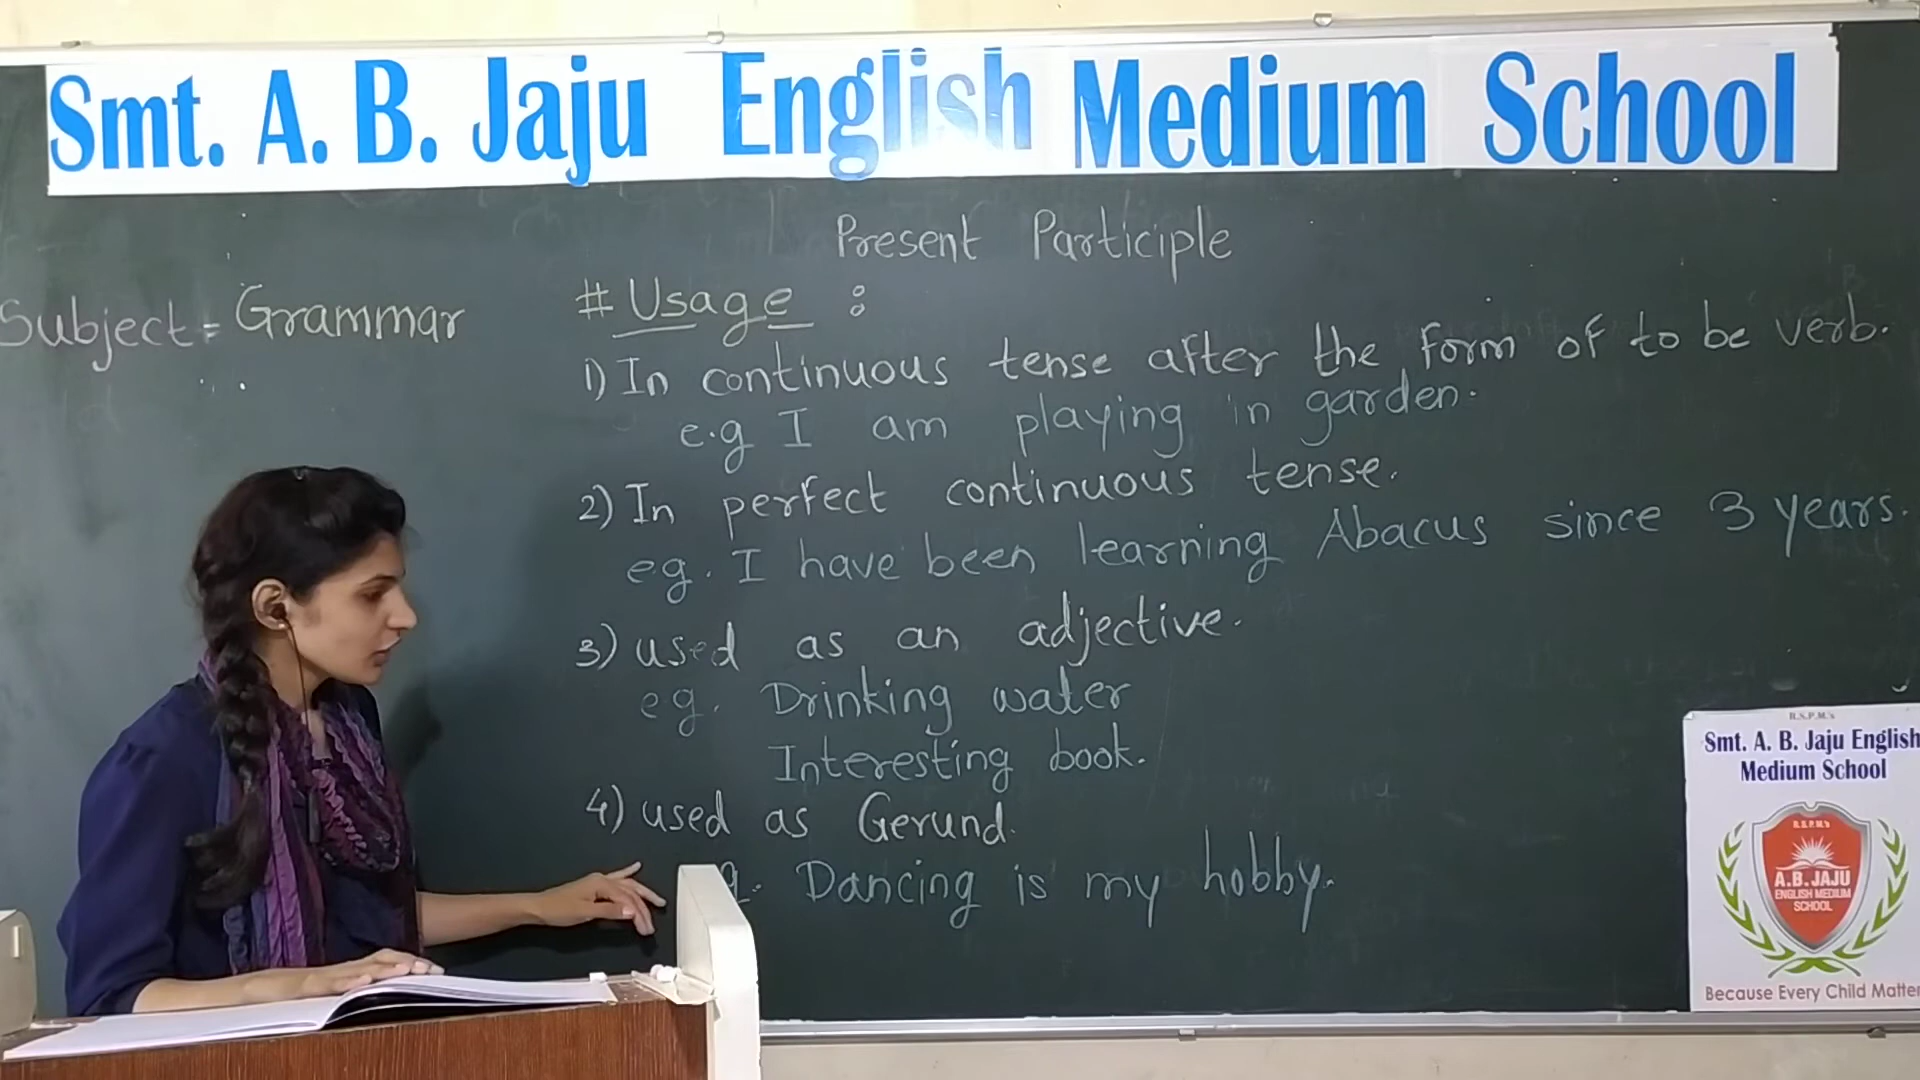 Smt. A. B. Jaju English Medium School
Present Participle
Subject = Grammar
# Usage :
1) In continuous tense after the form of to be verb.
e.g I am playing in garden.
2) In perfect continuous tense.
eg. I have been learning Abacus since 3 years.
3) used as an adjective.
eg. Drinking water
Interesting book.
4) used as Gerund.
g. Dancing is my hobby.
R.S.P.M.'s
Smt. A. B. Jaju English
Medium School
R.S.P.M.'s
A.B.JAJU
ENGLISH MEDIUM
SCHOOL
Because Every Child Matter